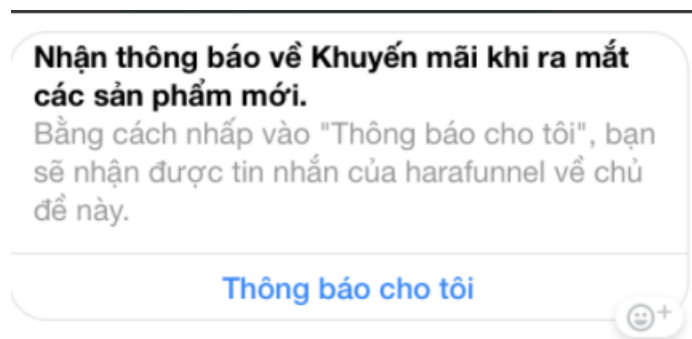 Nhận thông báo về Khuyến mãi khi ra mắt
các sản phẩm mới.
Bằng cách nhấp vào "Thông báo cho tôi", bạn
sẽ nhận được tin nhắn của harafunnel về chủ
đề này.
Thông báo cho tôi